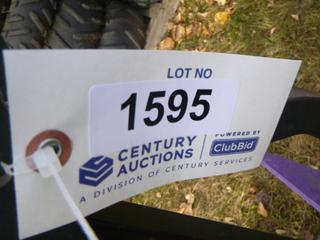 LOT NO
1595
CENTURY AUCTIONS
POWERED BY
ClubBid
A DIVISION OF CENTURY SERVICES